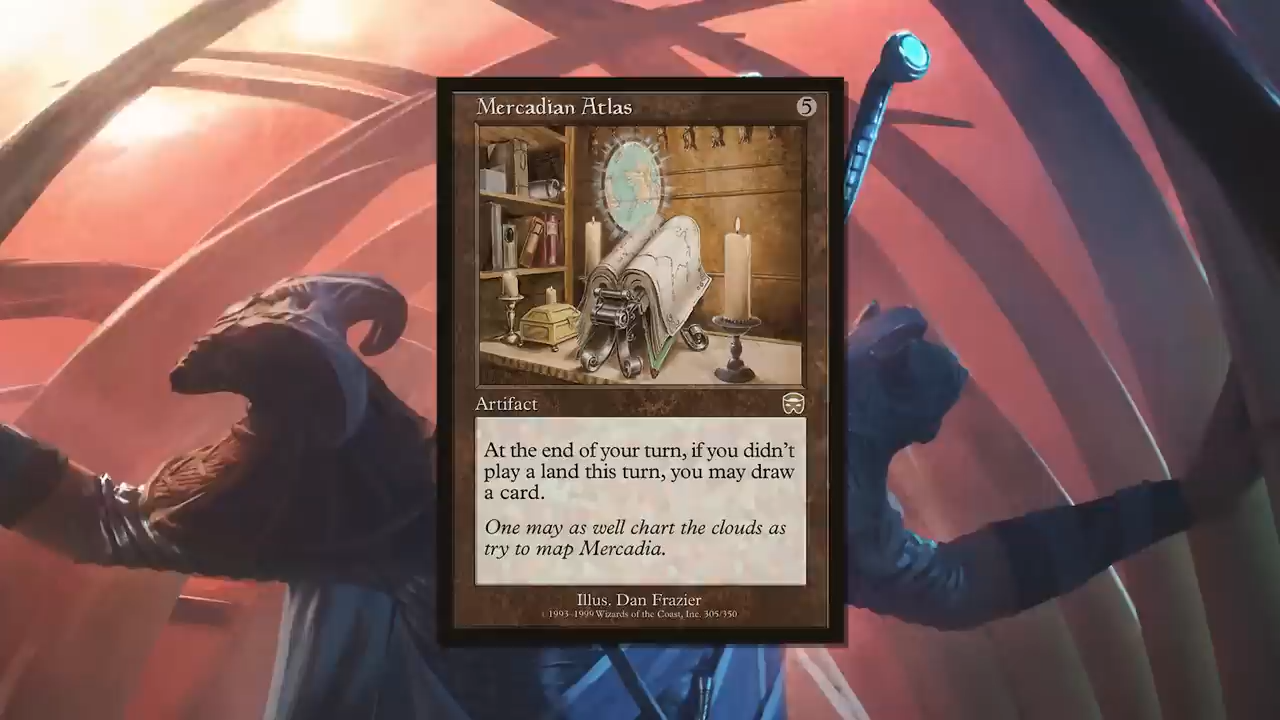 Mercadian Atlas 5
Artifact
At the end of your turn, if you didn't
play a land this turn, you may draw
a card.
One may as well chart the clouds as
try to map Mercadia.
Illus. Dan Frazier
1993–1999 Wizards of the Coast, Inc. 305/350